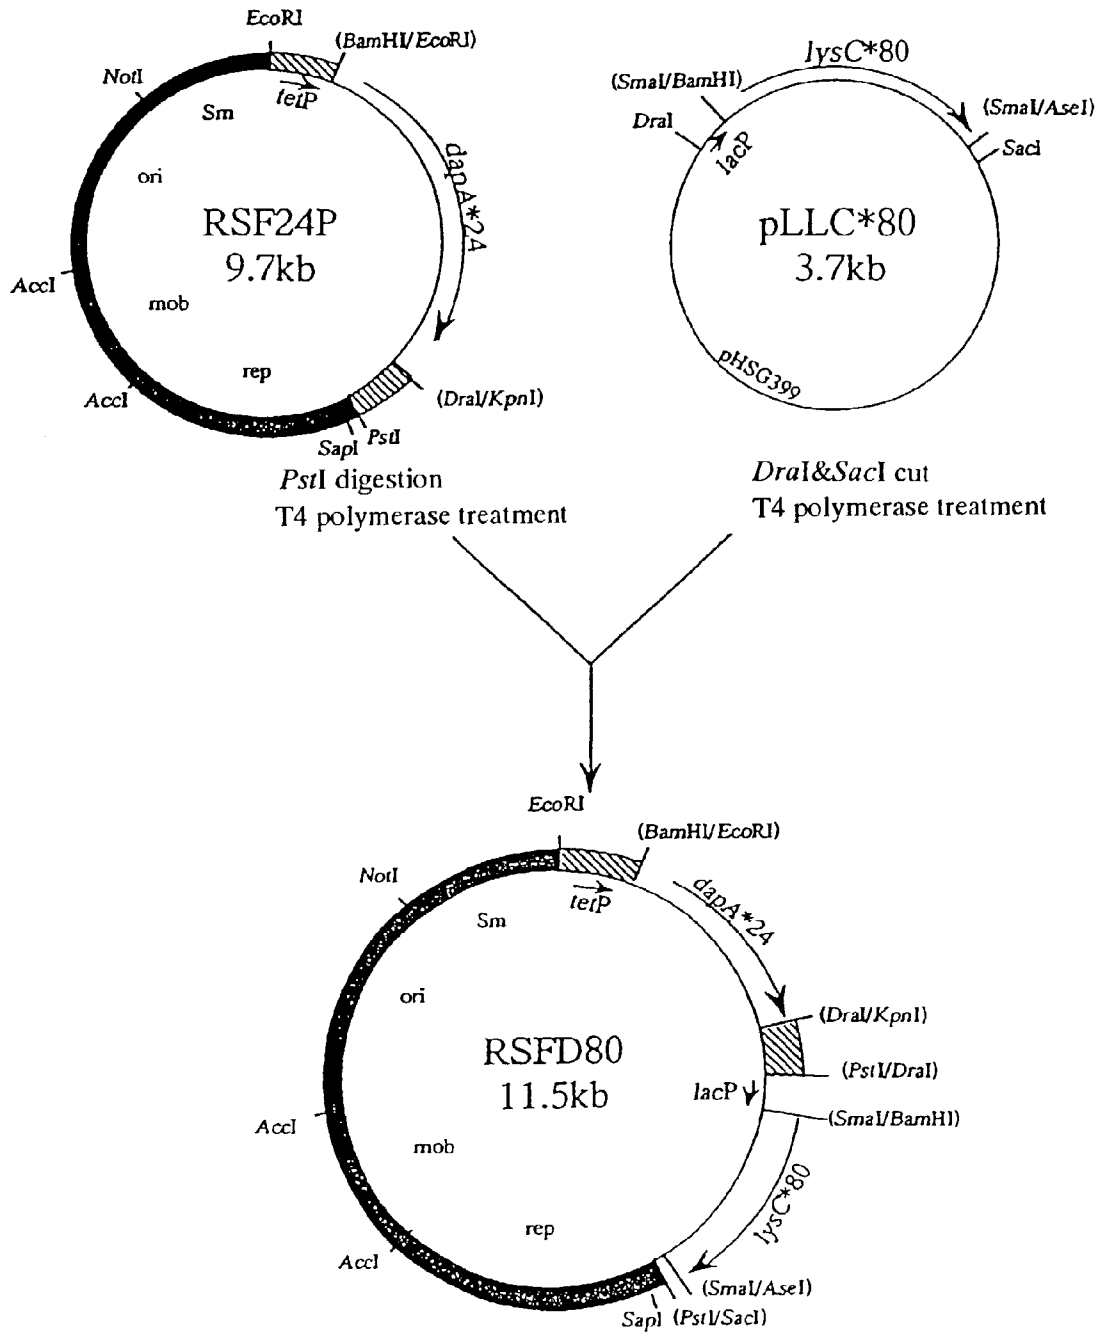 EcoRI
(BamHI/EcoRI)
NotI
tetP
Sm
ori
dapA*24
RSF24P
9.7kb
AccI
mob
rep
AccI
(DraI/KpnI)
PstI
SapI
lysC*80
(SmaI/BamHI)
(SmaI/AseI)
DraI
lacP
SacI
pLLC*80
3.7kb
pHSG399
PstI digestion
T4 polymerase treatment
DraI&SacI cut
T4 polymerase treatment
EcoRI
(BamHI/EcoRI)
NotI
tetP
dapA*24
Sm
ori
(DraI/KpnI)
RSFD80
11.5kb
(PstI/DraI)
lacP
(SmaI/BamHI)
AccI
mob
lysC*80
rep
AccI
(SmaI/AseI)
SapI
(PstI/SacI)